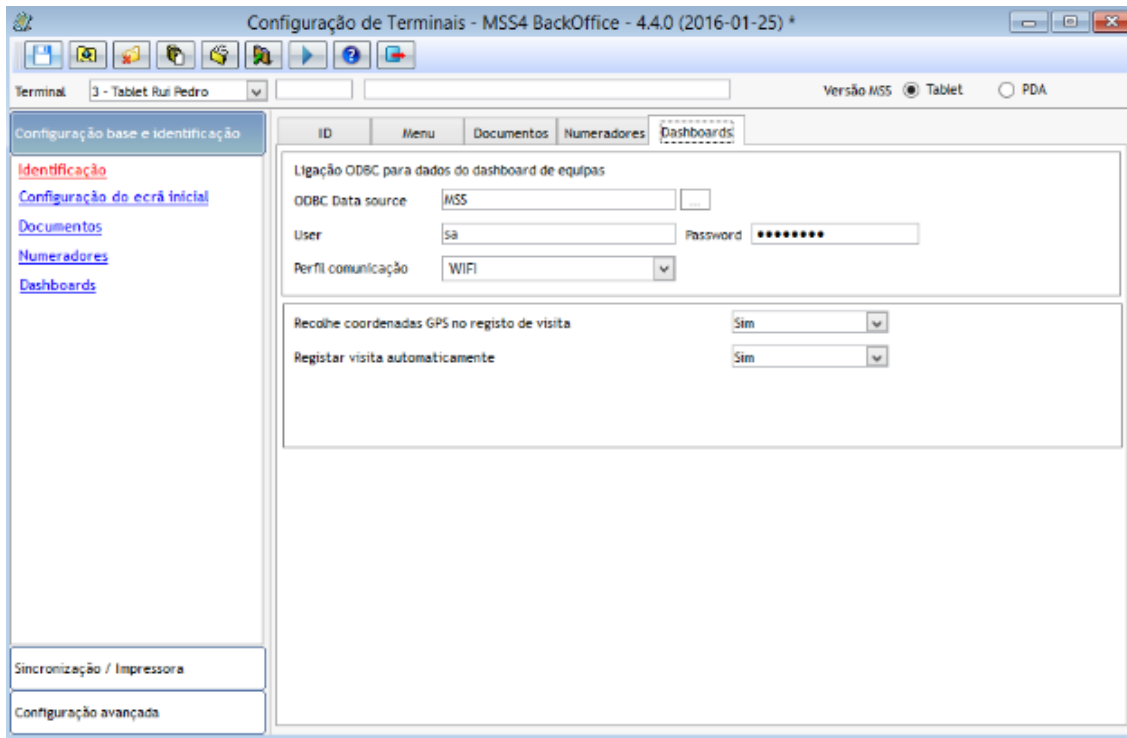 Configuração de Terminais - MSS4 BackOffice - 4.4.0 (2016-01-25) *
Terminal 3 - Tablet Rui Pedro Versão MSS Tablet PDA
Configuração base e identificação
Identificação
Configuração do ecrã inicial
Documentos
Numeradores
Dashboards
Sincronização / Impressora
Configuração avançada
ID Menu Documentos Numeradores Dashboards
Ligação ODBC para dados do dashboard de equipas
ODBC Data source MSS ...
User sa Password ••••••••
Perfil comunicação WIFI
Recolhe coordenadas GPS no registo de visita Sim
Registar visita automaticamente Sim